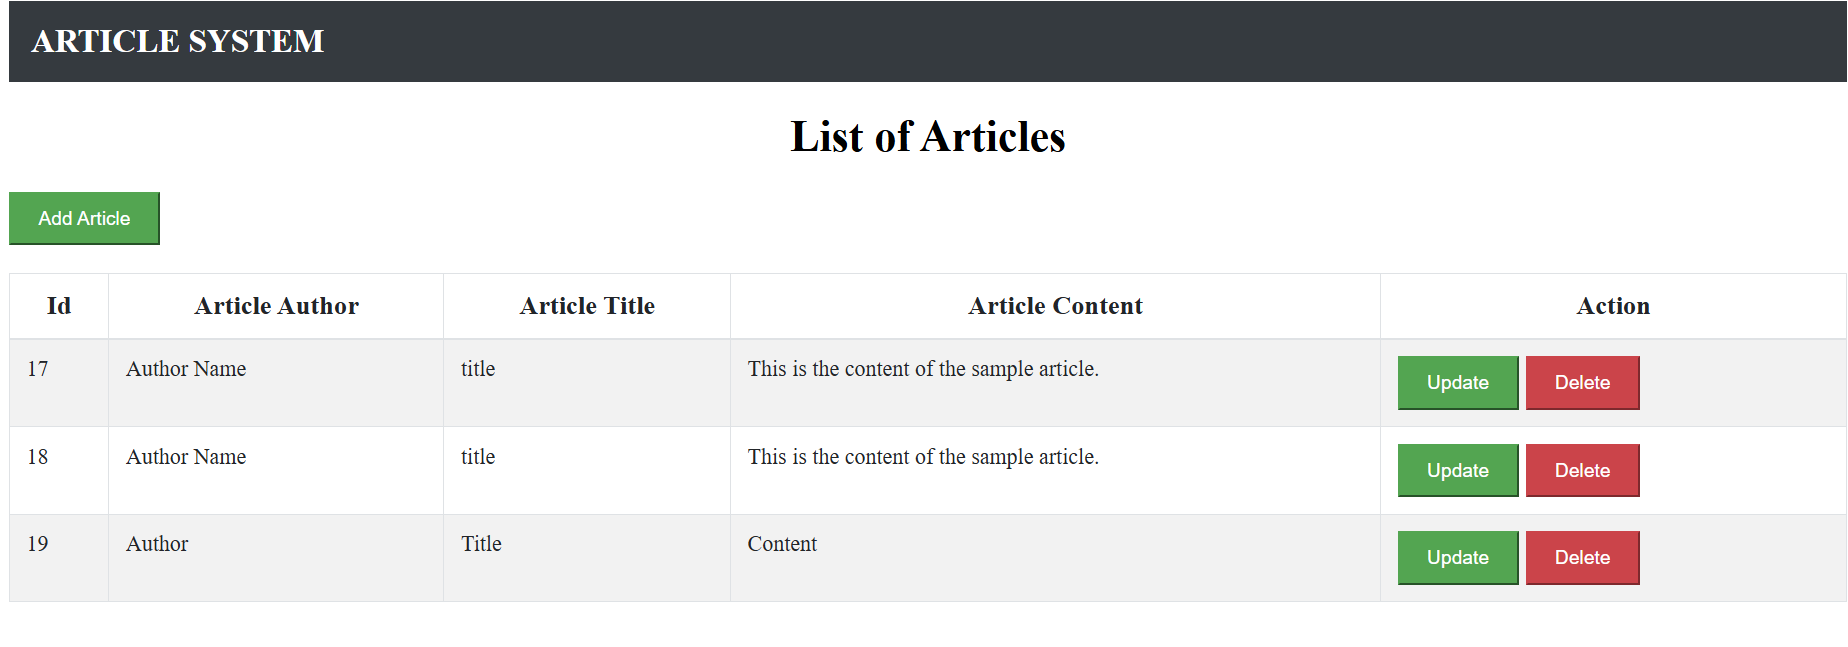 ARTICLE SYSTEM
List of Articles
Add Article
Id Article Author Article Title Article Content Action
17 Author Name title This is the content of the sample article. Update Delete
18 Author Name title This is the content of the sample article. Update Delete
19 Author Title Content Update Delete